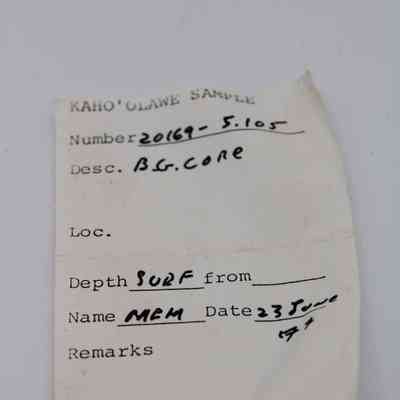 KAHO'OLAWE SAMPLE
Number 20169-5.105
Desc. BG. CORE
Loc.
Depth SURF from
Name MEM Date 23 June
Remarks